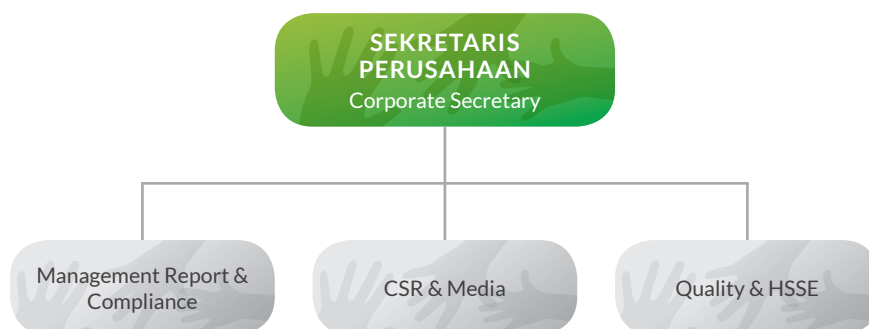 SEKRETARIS
PERUSAHAAN
Corporate Secretary
Management Report &
Compliance
CSR & Media
Quality & HSSE